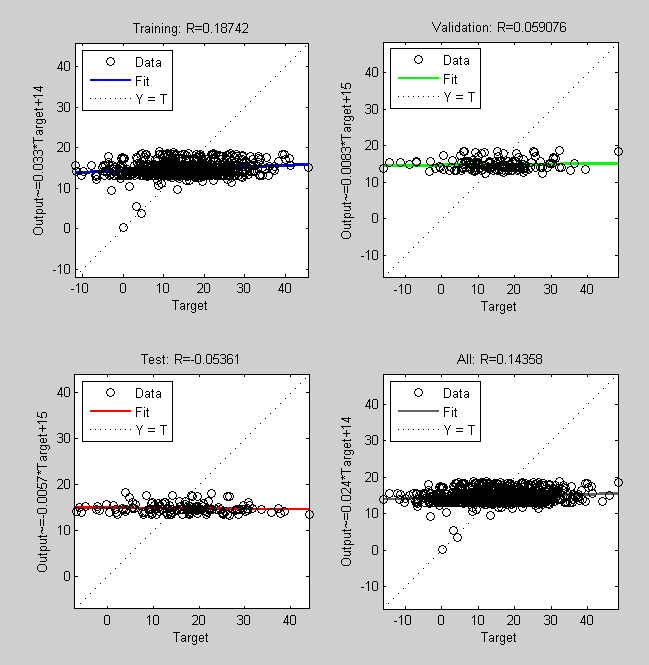 Training: R=0.18742
Output~=0.033*Target+14
Data
Fit
Y = T
40
30
20
10
0
-10
-10 0 10 20 30 40
Target
Validation: R=0.059076
Output~=0.0083*Target+15
Data
Fit
Y = T
40
30
20
10
0
-10
-10 0 10 20 30 40
Target
Test: R=-0.05361
Output~=-0.0057*Target+15
Data
Fit
Y = T
40
30
20
10
0
0 10 20 30 40
Target
All: R=0.14358
Output~=0.024*Target+14
Data
Fit
Y = T
40
30
20
10
0
-10
-10 0 10 20 30 40
Target